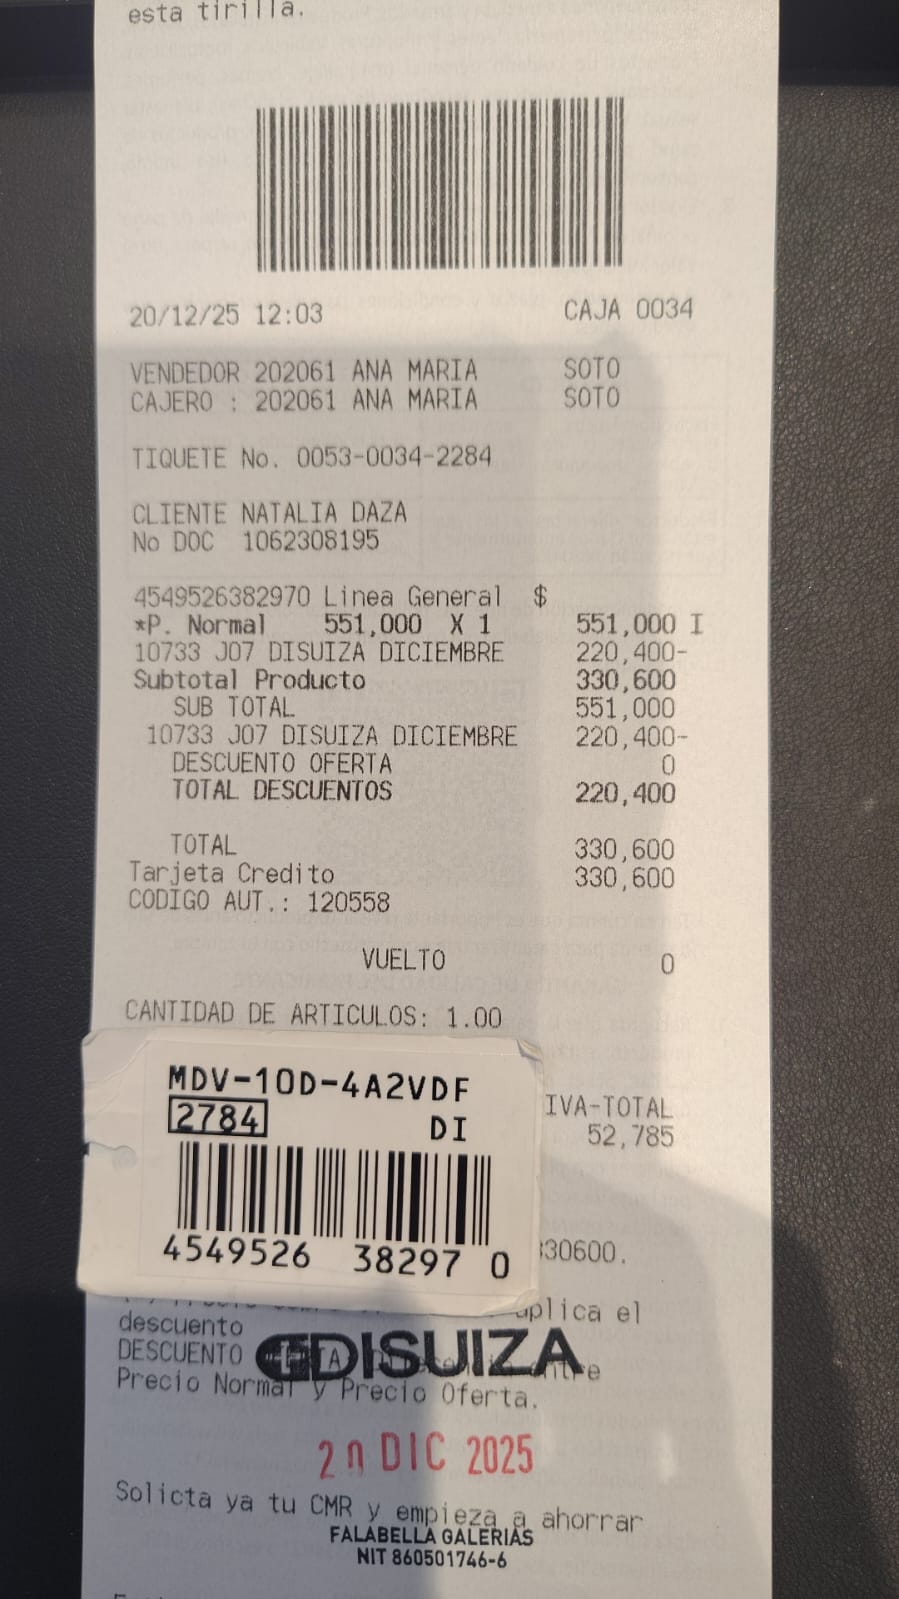 esta tirilla.
20/12/25 12:03 CAJA 0034
VENDEDOR 202061 ANA MARIA SOTO
CAJERO : 202061 ANA MARIA SOTO
TIQUETE No. 0053-0034-2284
CLIENTE NATALIA DAZA
No DOC 1062308195
4549526382970 Linea General $
*P. Normal 551,000 X 1 551,000 I
10733 J07 DISUIZA DICIEMBRE 220,400-
Subtotal Producto 330,600
SUB TOTAL 551,000
10733 J07 DISUIZA DICIEMBRE 220,400-
DESCUENTO OFERTA 0
TOTAL DESCUENTOS 220,400
TOTAL 330,600
Tarjeta Credito 330,600
CODIGO AUT.: 120558
VUELTO 0
CANTIDAD DE ARTICULOS: 1.00
MDV-10D-4A2VDF
2784 DI
4549526 38297 0
IVA-TOTAL
52,785
30600.
aplica el
descuento
DESCUENTO entre
DISUIZA
Precio Normal y Precio Oferta.
20 DIC 2025
Solicta ya tu CMR y empieza a ahorrar
FALABELLA GALERIAS
NIT 860501746-6